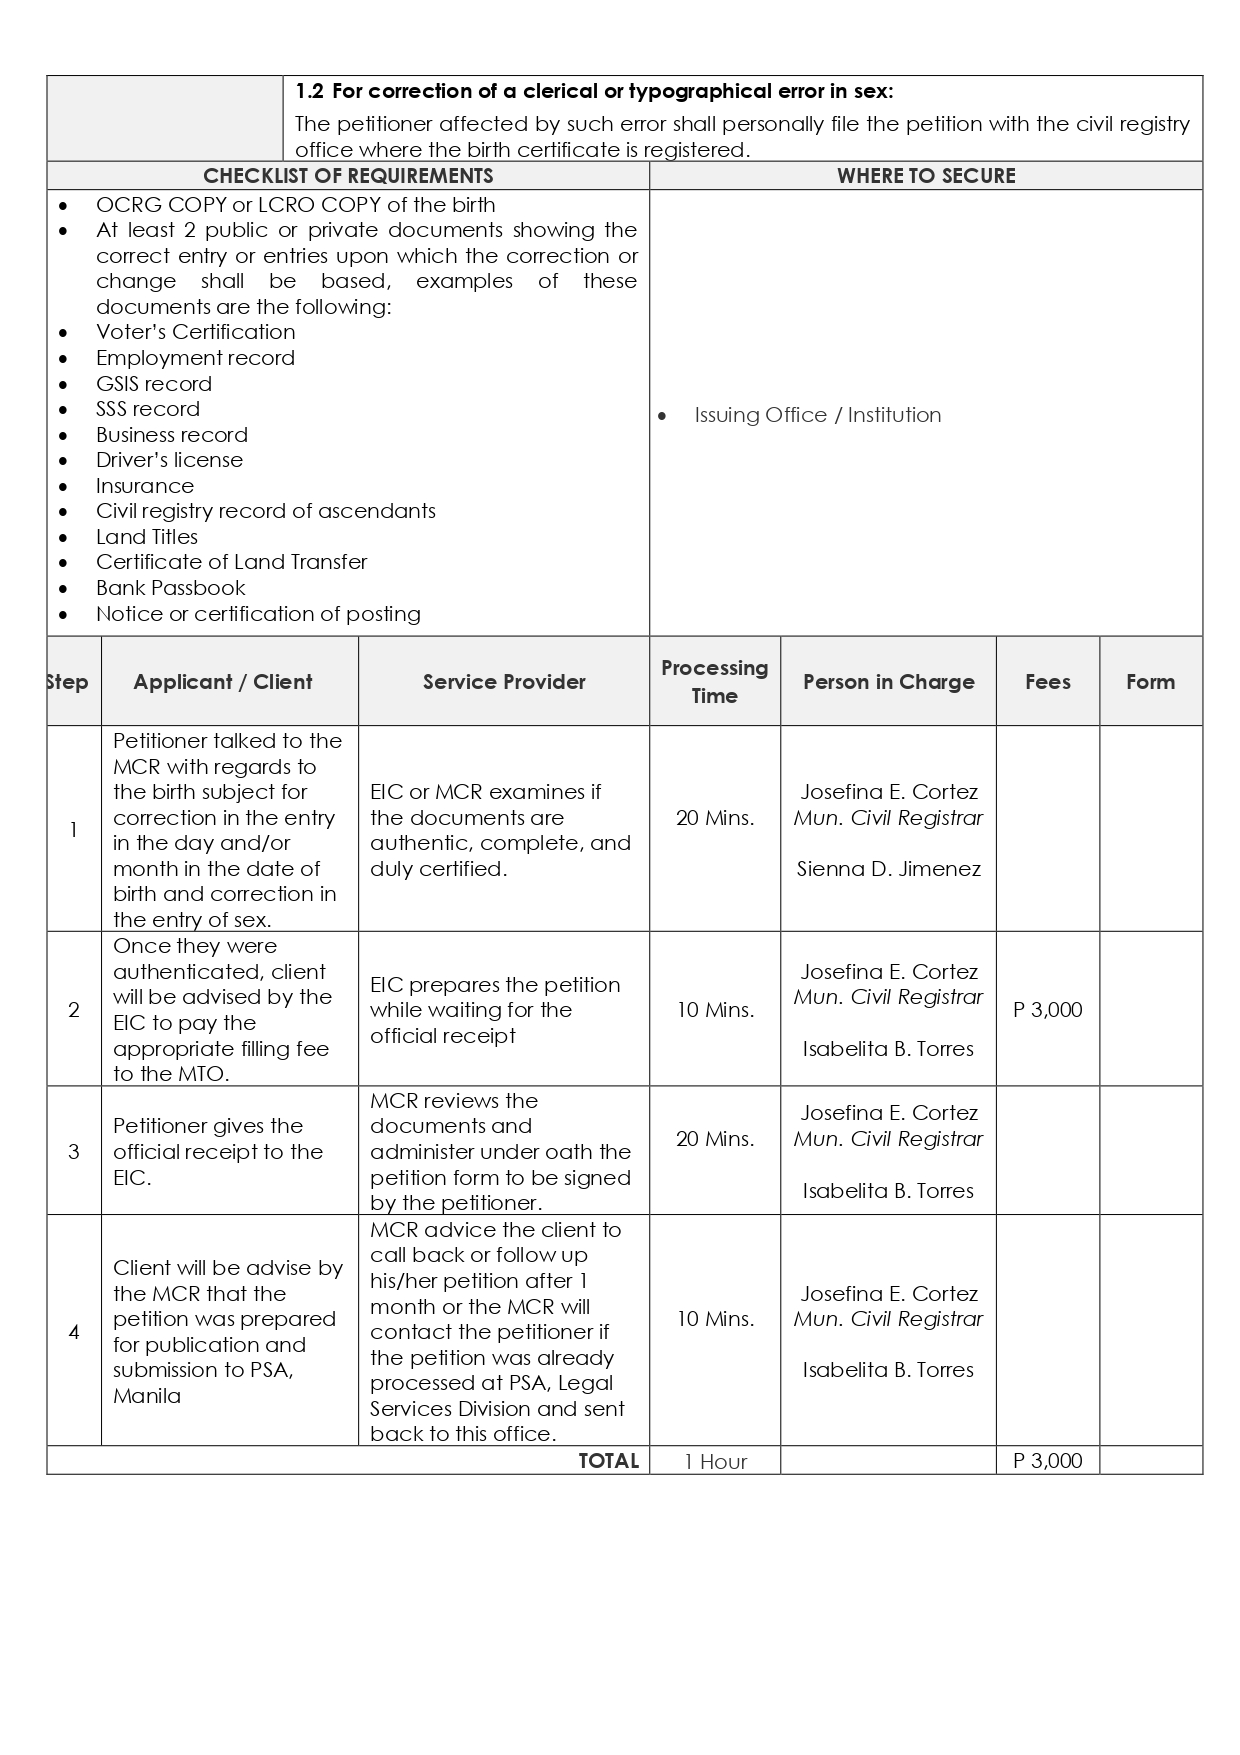 1.2 For correction of a clerical or typographical error in sex:
The petitioner affected by such error shall personally file the petition with the civil registry
office where the birth certificate is registered.
CHECKLIST OF REQUIREMENTS
WHERE TO SECURE
• OCRG COPY or LCRO COPY of the birth
• At least 2 public or private documents showing the
correct entry or entries upon which the correction or
change shall be based, examples of these
documents are the following:
• Voter’s Certification
• Employment record
• GSIS record
• SSS record
• Business record
• Driver’s license
• Insurance
• Civil registry record of ascendants
• Land Titles
• Certificate of Land Transfer
• Bank Passbook
• Notice or certification of posting
• Issuing Office / Institution
Step
Applicant / Client
Service Provider
Processing
Time
Person in Charge
Fees
Form
1
Petitioner talked to the
MCR with regards to
the birth subject for
correction in the entry
in the day and/or
month in the date of
birth and correction in
the entry of sex.
EIC or MCR examines if
the documents are
authentic, complete, and
duly certified.
20 Mins.
Josefina E. Cortez
Mun. Civil Registrar
Sienna D. Jimenez
2
Once they were
authenticated, client
will be advised by the
EIC to pay the
appropriate filling fee
to the MTO.
EIC prepares the petition
while waiting for the
official receipt
10 Mins.
Josefina E. Cortez
Mun. Civil Registrar
Isabelita B. Torres
P 3,000
3
Petitioner gives the
official receipt to the
EIC.
MCR reviews the
documents and
administer under oath the
petition form to be signed
by the petitioner.
20 Mins.
Josefina E. Cortez
Mun. Civil Registrar
Isabelita B. Torres
4
Client will be advise by
the MCR that the
petition was prepared
for publication and
submission to PSA,
Manila
MCR advice the client to
call back or follow up
his/her petition after 1
month or the MCR will
contact the petitioner if
the petition was already
processed at PSA, Legal
Services Division and sent
back to this office.
10 Mins.
Josefina E. Cortez
Mun. Civil Registrar
Isabelita B. Torres
TOTAL
1 Hour
P 3,000